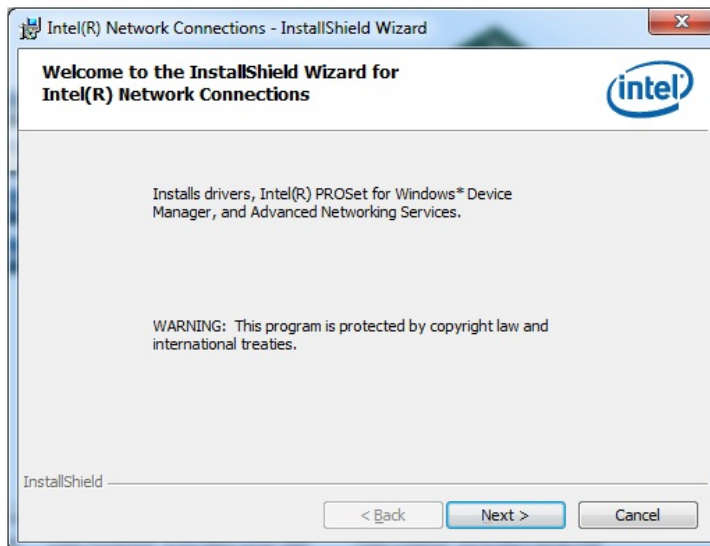 Intel(R) Network Connections - InstallShield Wizard
X
Welcome to the InstallShield Wizard for
Intel(R) Network Connections
intel
Installs drivers, Intel(R) PROSet for Windows* Device
Manager, and Advanced Networking Services.
WARNING: This program is protected by copyright law and
international treaties.
InstallShield
< Back
Next >
Cancel